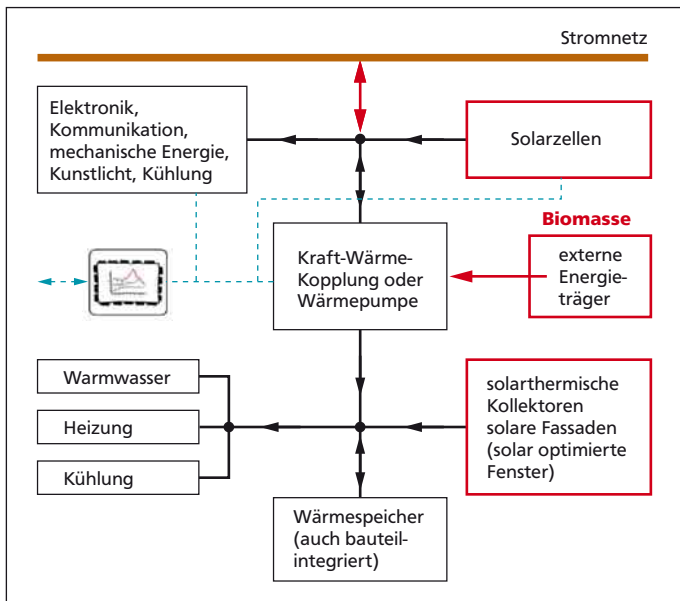 Stromnetz
Elektronik,
Kommunikation,
mechanische Energie,
Kunstlicht, Kühlung
Solarzellen
Biomasse
Kraft-Wärme-
Kopplung oder
Wärmepumpe
externe
Energie-
träger
Warmwasser
Heizung
Kühlung
solarthermische
Kollektoren
solare Fassaden
(solar optimierte
Fenster)
Wärmespeicher
(auch bauteil-
integriert)